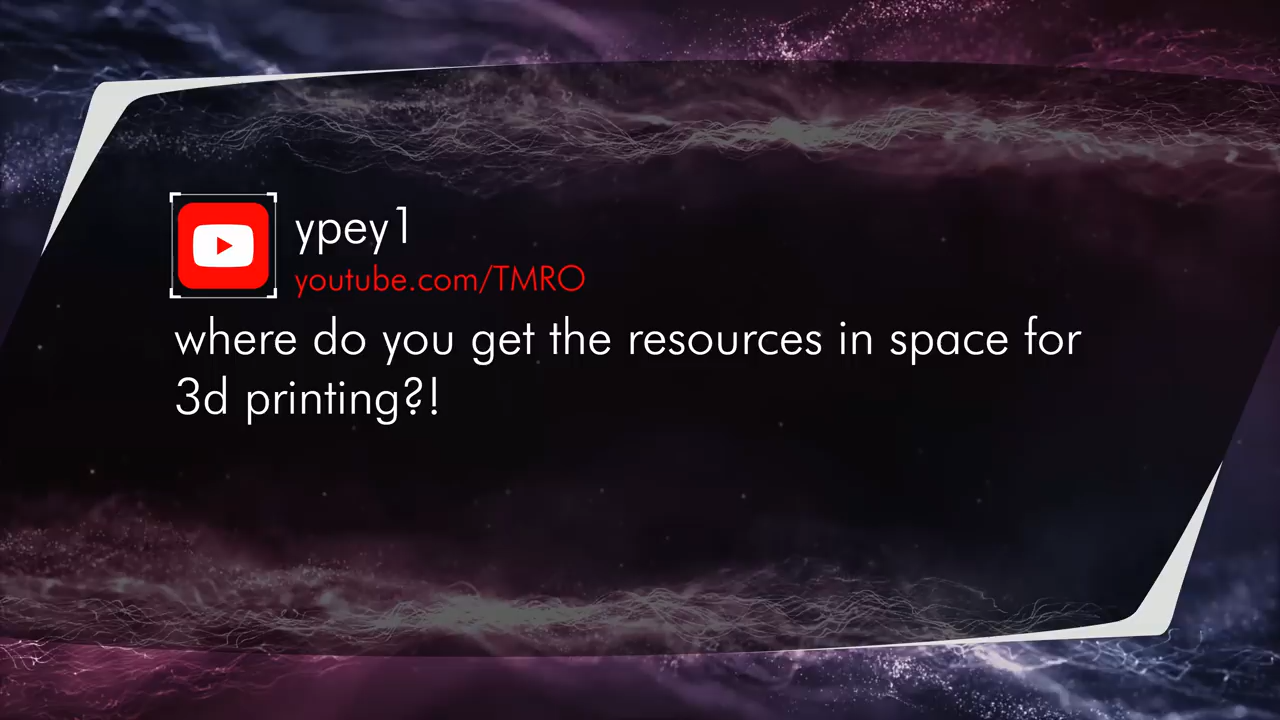 ypey1
youtube.com/TMRO
where do you get the resources in space for
3d printing?!